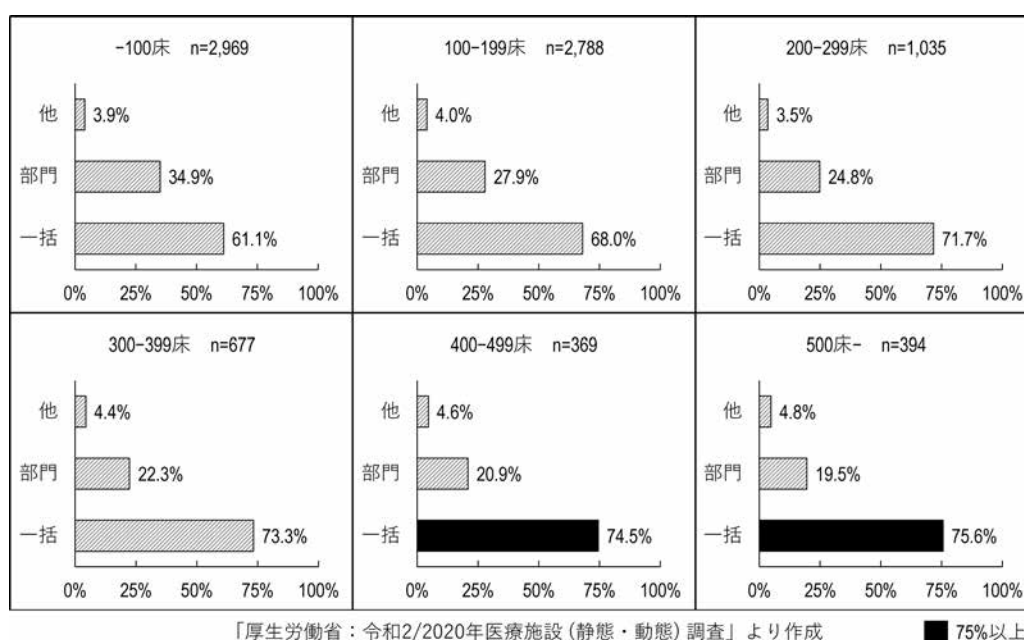 -100床 n=2,969
他 3.9%
部門 34.9%
一括 61.1%
0% 25% 50% 75% 100%
100-199床 n=2,788
他 4.0%
部門 27.9%
一括 68.0%
0% 25% 50% 75% 100%
200-299床 n=1,035
他 3.5%
部門 24.8%
一括 71.7%
0% 25% 50% 75% 100%
300-399床 n=677
他 4.4%
部門 22.3%
一括 73.3%
0% 25% 50% 75% 100%
400-499床 n=369
他 4.6%
部門 20.9%
一括 74.5%
0% 25% 50% 75% 100%
500床- n=394
他 4.8%
部門 19.5%
一括 75.6%
0% 25% 50% 75% 100%
「厚生労働省：令和2/2020年医療施設 (静態・動態) 調査」より作成 75%以上